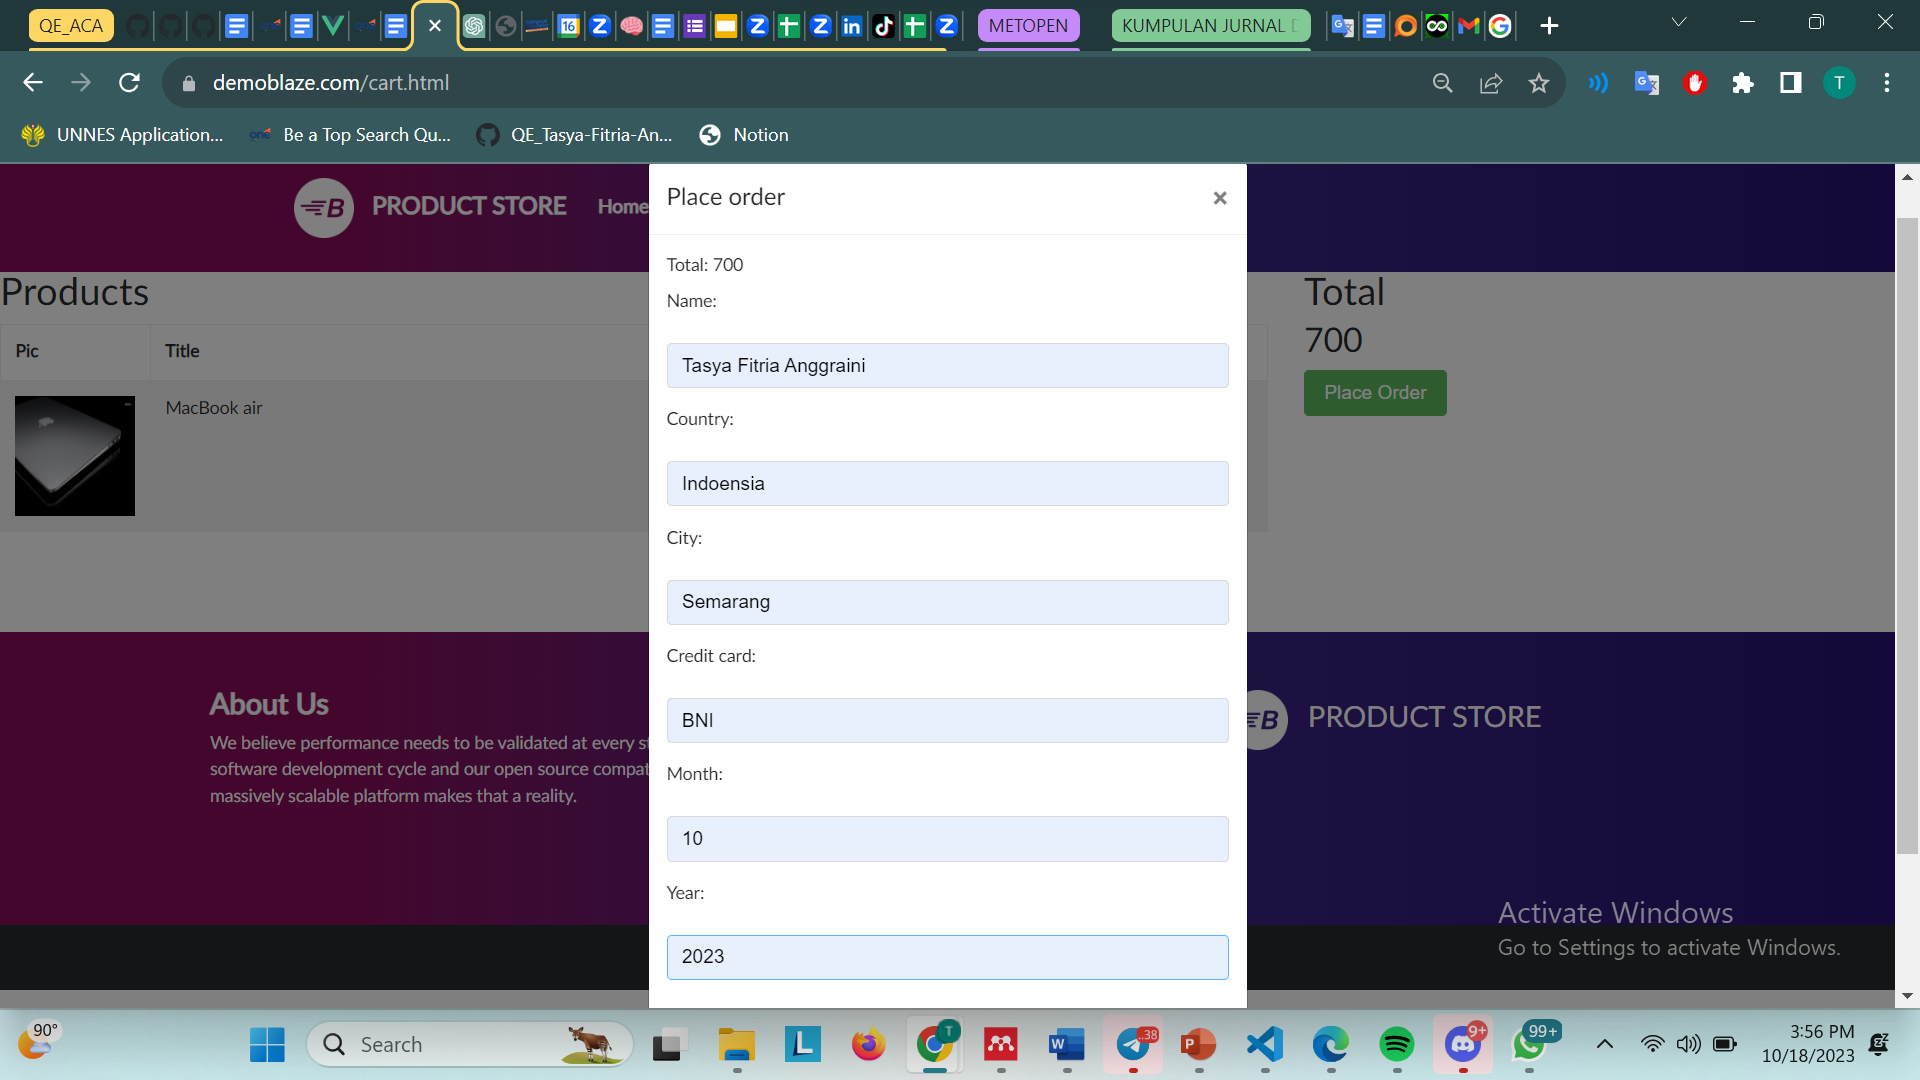 QE_ACA
METOPEN
KUMPULAN JURNAL
demoblaze.com/cart.html
T
UNNES Application...
Be a Top Search Qu...
QE_Tasya-Fitria-An...
Notion
PRODUCT STORE
Home
Place order
×
Products
Pic
Title
MacBook air
Total: 700
Name:
Tasya Fitria Anggraini
Country:
Indoensia
City:
Semarang
Credit card:
BNI
Month:
10
Year:
2023
Total
700
Place Order
About Us
We believe performance needs to be validated at every st
software development cycle and our open source compat
massively scalable platform makes that a reality.
PRODUCT STORE
Activate Windows
Go to Settings to activate Windows.
90°
Search
9+
99+
3:56 PM
10/18/2023